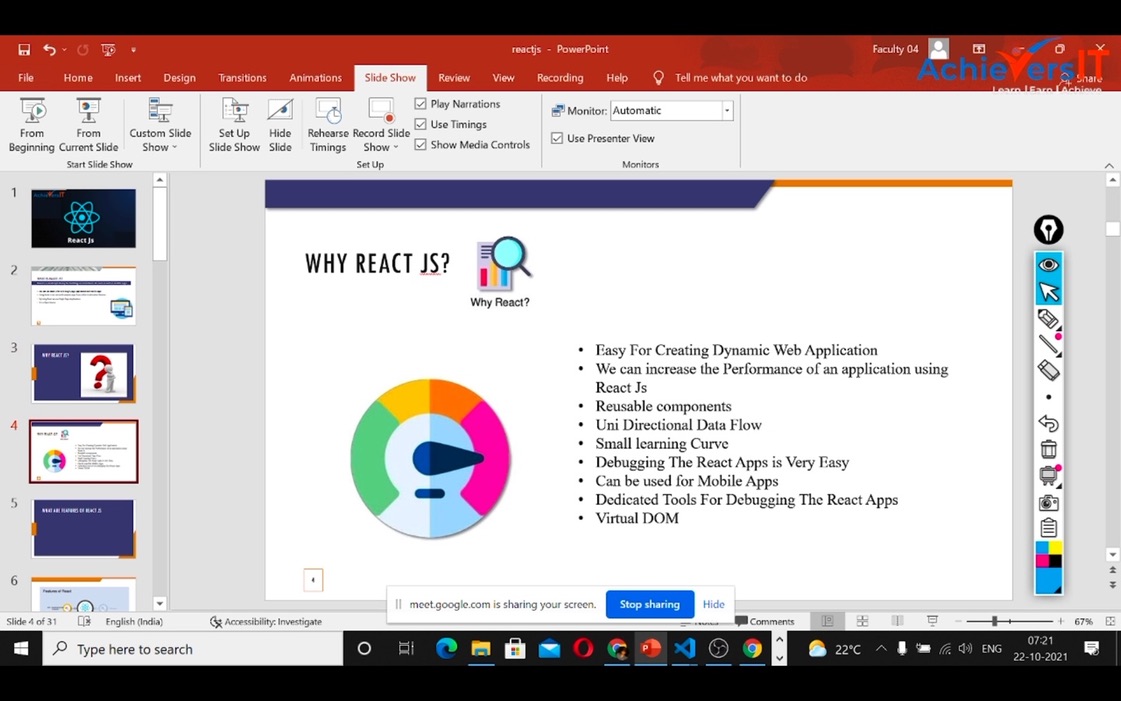 reactjs - PowerPoint
Faculty 04
AchieversIT
Learn | Earn | Achieve
File Home Insert Design Transitions Animations Slide Show Review View Recording Help Tell me what you want to do Share
From Beginning
From Current Slide
Custom Slide Show
Start Slide Show
Set Up Slide Show
Hide Slide
Rehearse Timings
Record Slide Show
Play Narrations
Use Timings
Show Media Controls
Set Up
Monitor: Automatic
Use Presenter View
Monitors
1
React Js
2
3
WHY REACT JS?
4
5
WHAT ARE FEATURES OF REACT JS
6
Features of React
WHY REACT JS?
Why React?
• Easy For Creating Dynamic Web Application
• We can increase the Performance of an application using
React Js
• Reusable components
• Uni Directional Data Flow
• Small learning Curve
• Debugging The React Apps is Very Easy
• Can be used for Mobile Apps
• Dedicated Tools For Debugging The React Apps
• Virtual DOM
meet.google.com is sharing your screen. Stop sharing Hide
Slide 4 of 31 English (India) Accessibility: Investigate Notes Comments 67%
Type here to search
22°C
ENG
07:21
22-10-2021